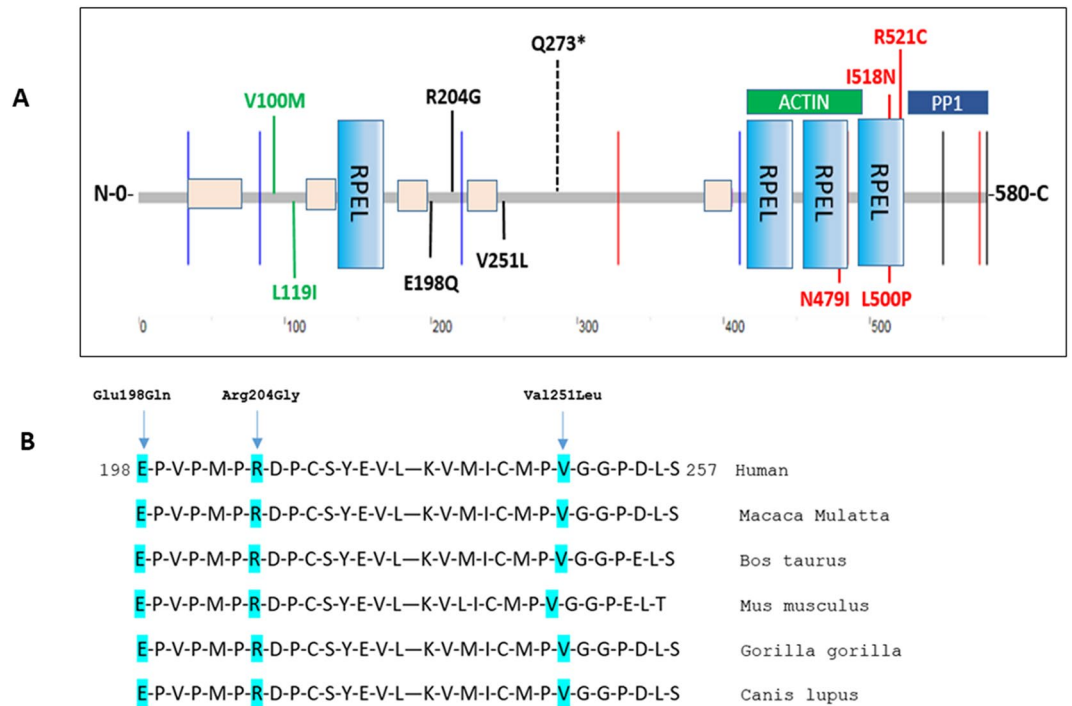 A
Q273*
R521C
I518N
V100M
R204G
ACTIN
PP1
N-0-
RPEL
RPEL
RPEL
RPEL
-580-C
L119I
E198Q
V251L
N479I
L500P
0
100
200
300
400
500
B
Glu198Gln
Arg204Gly
Val251Leu
198 E-P-V-P-M-P-R-D-P-C-S-Y-E-V-L—K-V-M-I-C-M-P-V-G-G-P-D-L-S 257 Human
E-P-V-P-M-P-R-D-P-C-S-Y-E-V-L—K-V-M-I-C-M-P-V-G-G-P-D-L-S Macaca Mulatta
E-P-V-P-M-P-R-D-P-C-S-Y-E-V-L—K-V-M-I-C-M-P-V-G-G-P-E-L-S Bos taurus
E-P-V-P-M-P-R-D-P-C-S-Y-E-V-L—K-V-L-I-C-M-P-V-G-G-P-E-L-T Mus musculus
E-P-V-P-M-P-R-D-P-C-S-Y-E-V-L—K-V-M-I-C-M-P-V-G-G-P-D-L-S Gorilla gorilla
E-P-V-P-M-P-R-D-P-C-S-Y-E-V-L—K-V-M-I-C-M-P-V-G-G-P-D-L-S Canis lupus